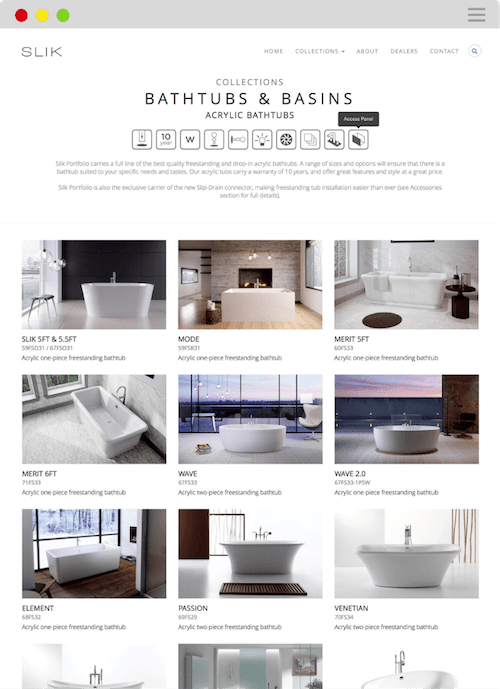 SLIK
HOME COLLECTIONS ABOUT DEALERS CONTACT
COLLECTIONS
BATHTUBS & BASINS
ACRYLIC BATHTUBS
Access Panel
10 year W
Slik Portfolio carries a full line of the best quality freestanding and drop-in acrylic bathtubs. A range of sizes and options will ensure that there is a
bathtub suited to your specific needs and tastes. Our acrylic tubs carry a warranty of 10 years, and offer great features and style at a great price.
Slik Portfolio is also the exclusive carrier of the new Slip Drain connector, making freestanding tub installation easier than ever (see Accessories
section for full details).
SLIK 5FT & 5.5FT
59FSD31 / 67FSD31
Acrylic one-piece freestanding bathtub
MODE
59FSR31
Acrylic one-piece freestanding bathtub
MERIT 5FT
60FS33
Acrylic one-piece freestanding bathtub
MERIT 6FT
71FS33
Acrylic one-piece freestanding bathtub
WAVE
67FS33
Acrylic two-piece freestanding bathtub
WAVE 2.0
67FS33-1PSW
Acrylic one-piece freestanding bathtub
ELEMENT
68FS32
Acrylic one-piece freestanding bathtub
PASSION
69FS29
Acrylic two-piece freestanding bathtub
VENETIAN
70FS34
Acrylic two-piece freestanding bathtub